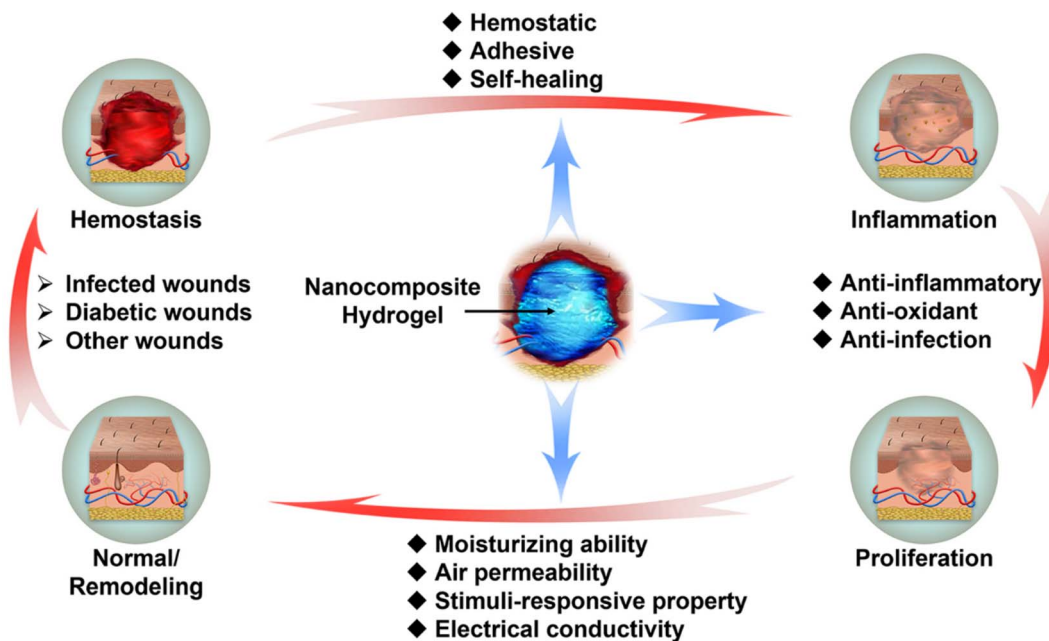 ◆ Hemostatic
◆ Adhesive
◆ Self-healing
Hemostasis
Inflammation
➢ Infected wounds
➢ Diabetic wounds
➢ Other wounds
Nanocomposite
Hydrogel
◆ Anti-inflammatory
◆ Anti-oxidant
◆ Anti-infection
Normal/
Remodeling
Proliferation
◆ Moisturizing ability
◆ Air permeability
◆ Stimuli-responsive property
◆ Electrical conductivity